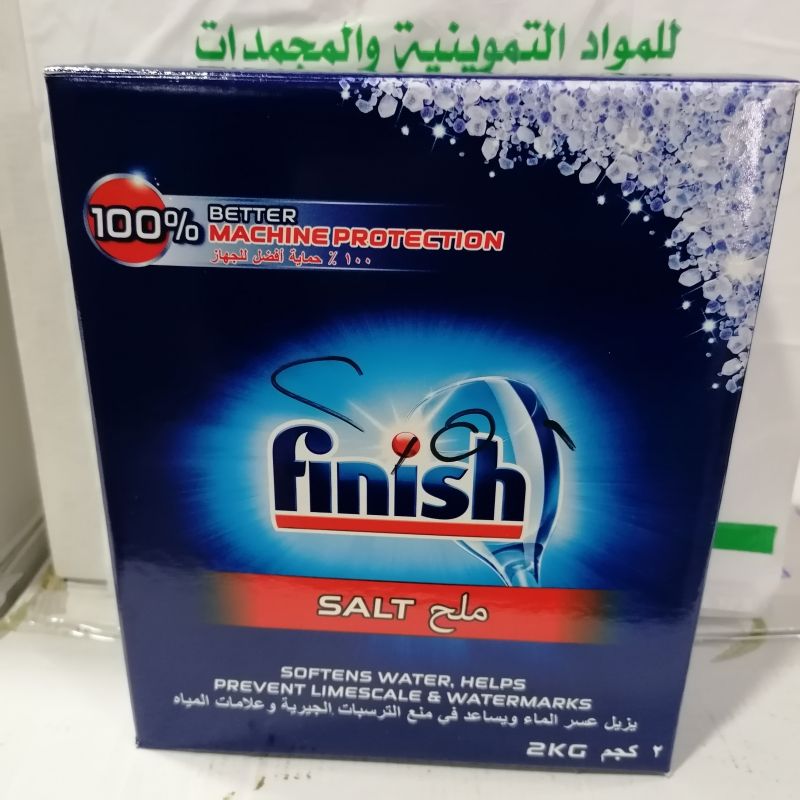 للمواد التموينية والمجمدات
100% BETTER
MACHINE PROTECTION
١٠٠ ٪ حماية أفضل للجهاز
finish
SALT ملح
SOFTENS WATER, HELPS
PREVENT LIMESCALE & WATERMARKS
يزيل عسر الماء ويساعد في منع الترسبات الجيرية وعلامات المياه
2KG ٢ كجم